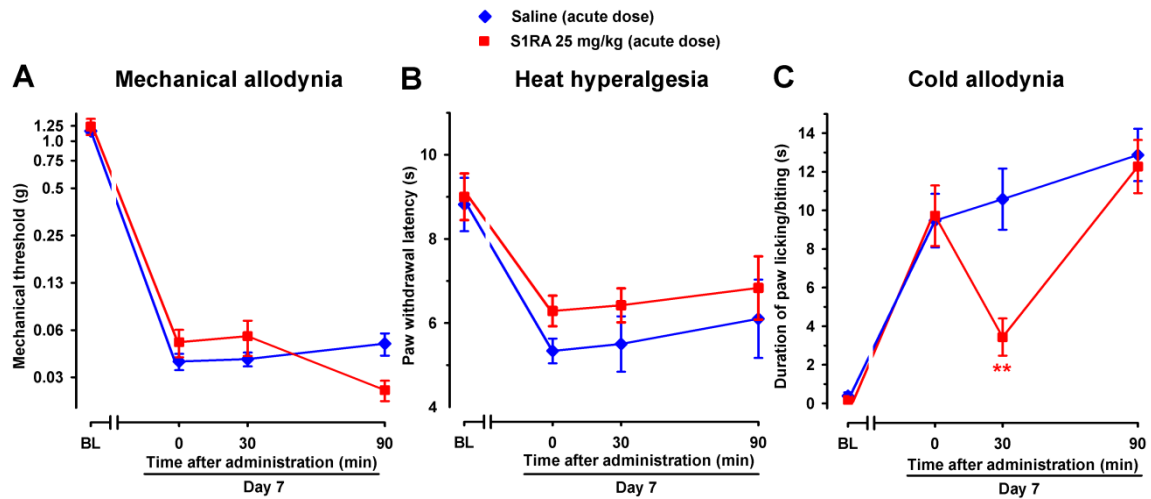 Saline (acute dose)
S1RA 25 mg/kg (acute dose)
A
Mechanical allodynia
Mechanical threshold (g)
1.25
1.0
0.75
0.5
0.25
0.13
0.06
0.03
BL
0
30
90
Time after administration (min)
Day 7
B
Heat hyperalgesia
Paw withdrawal latency (s)
10
8
6
4
BL
0
30
90
Time after administration (min)
Day 7
C
Cold allodynia
Duration of paw licking/biting (s)
14
12
10
8
6
4
2
0
**
BL
0
30
90
Time after administration (min)
Day 7